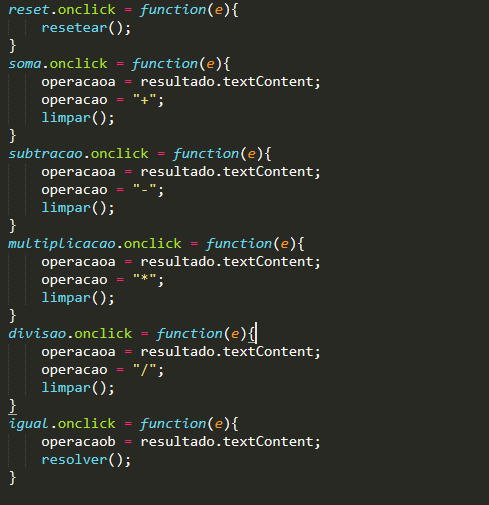 reset.onclick = function(e){
    resetear();
}
soma.onclick = function(e){
    operacaoa = resultado.textContent;
    operacao = "+";
    limpar();
}
subtracao.onclick = function(e){
    operacaoa = resultado.textContent;
    operacao = "-";
    limpar();
}
multiplicacao.onclick = function(e){
    operacaoa = resultado.textContent;
    operacao = "*";
    limpar();
}
divisao.onclick = function(e){
    operacaoa = resultado.textContent;
    operacao = "/";
    limpar();
}
igual.onclick = function(e){
    operacaob = resultado.textContent;
    resolver();
}